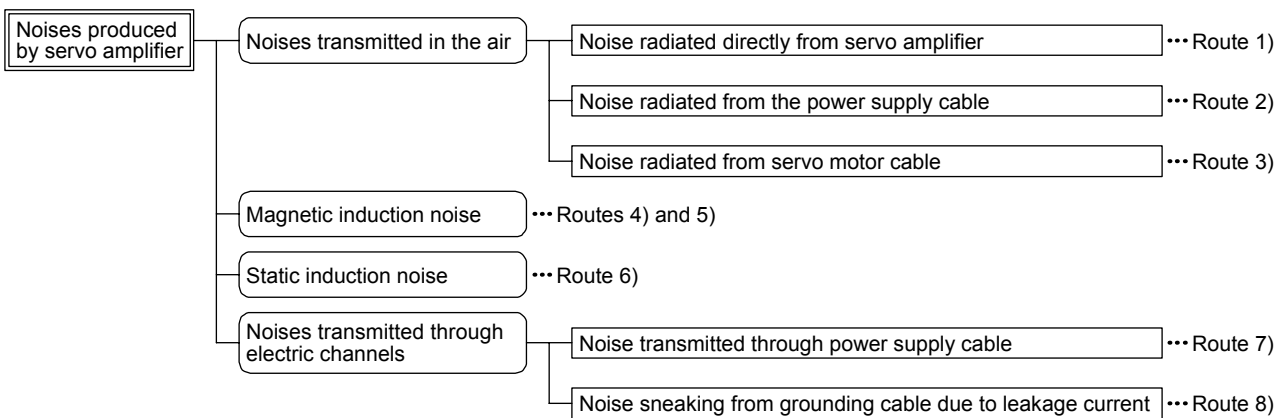 Noises produced
by servo amplifier
Noises transmitted in the air
Noise radiated directly from servo amplifier
••• Route 1)
Noise radiated from the power supply cable
••• Route 2)
Noise radiated from servo motor cable
••• Route 3)
Magnetic induction noise
••• Routes 4) and 5)
Static induction noise
••• Route 6)
Noises transmitted through
electric channels
Noise transmitted through power supply cable
••• Route 7)
Noise sneaking from grounding cable due to leakage current
••• Route 8)